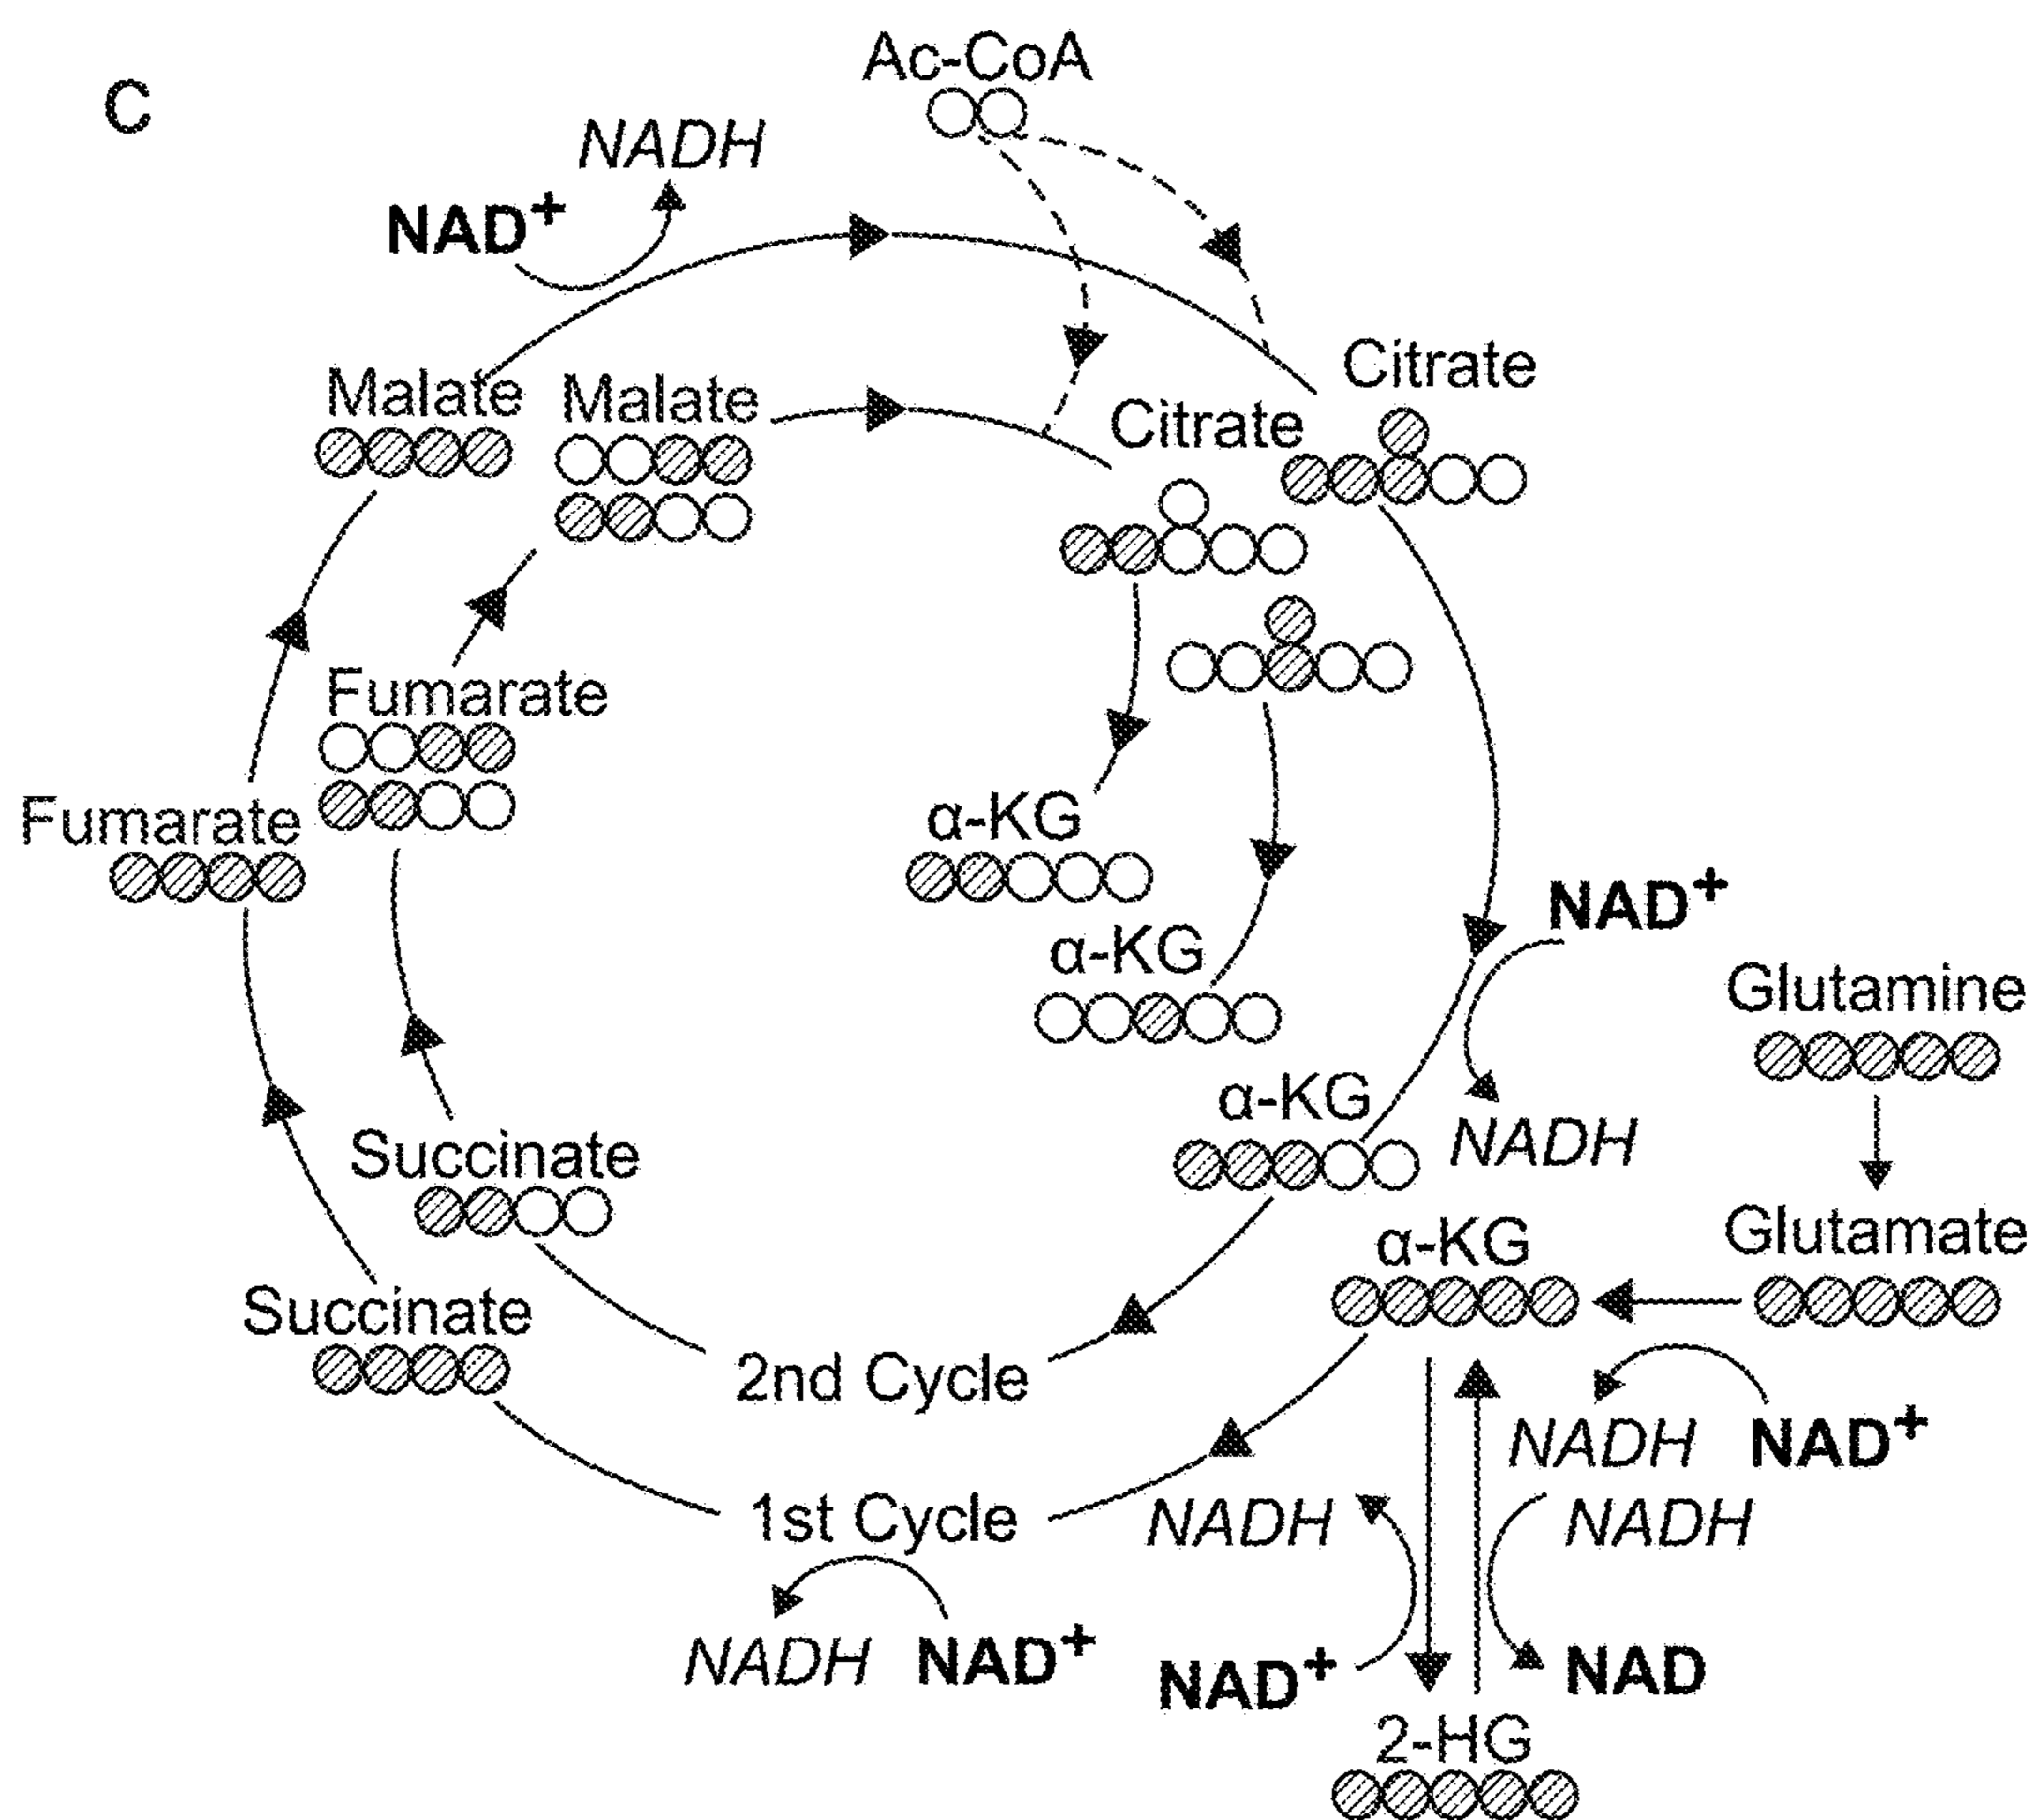 C
Ac-CoA
NADH
NAD⁺
Malate
Malate
Citrate
Citrate
Fumarate
Fumarate
α-KG
α-KG
NAD⁺
Glutamine
α-KG
NADH
Succinate
Succinate
α-KG
Glutamate
2nd Cycle
1st Cycle
NADH
NAD⁺
NADH
NADH
NADH
NAD⁺
NAD⁺
NAD
2-HG